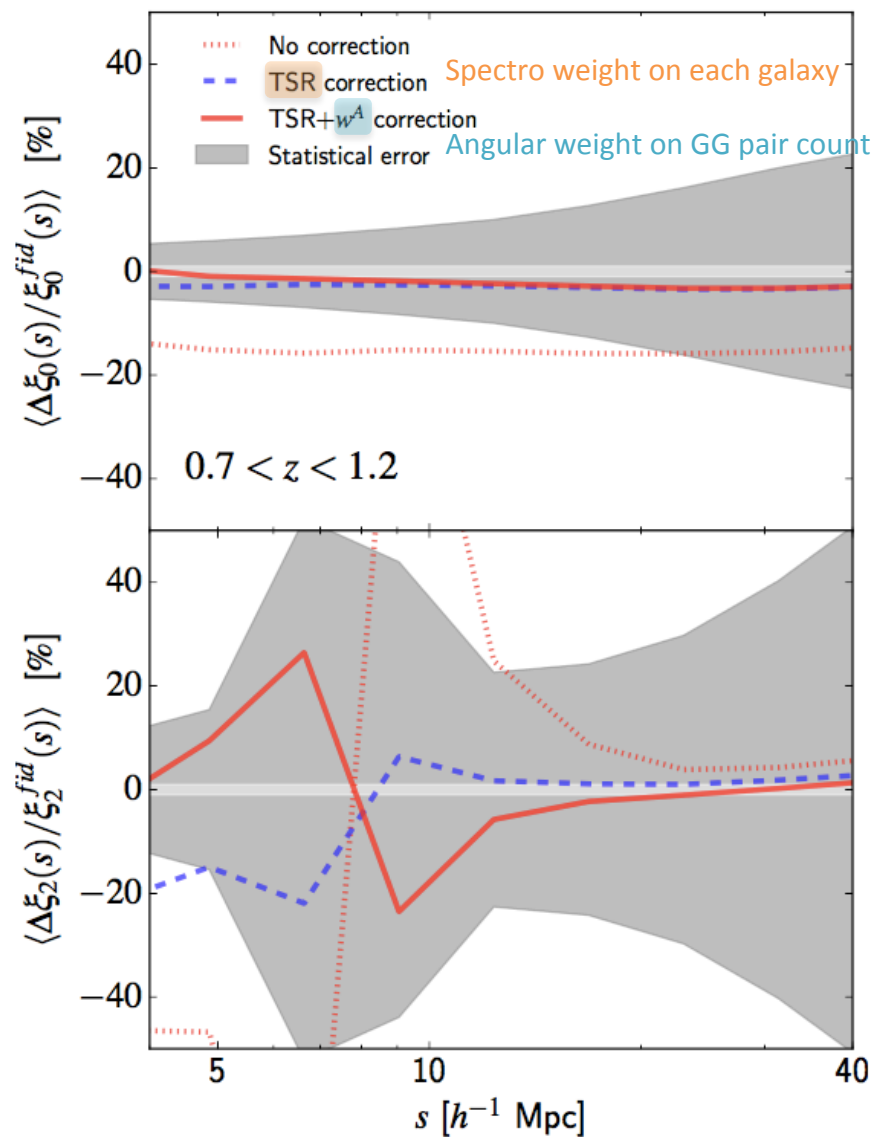 40
20
0
−20
−40
⟨Δξ₀(s)/ξ₀^{fid}(s)⟩ [%]
No correction
TSR correction Spectro weight on each galaxy
TSR+w^A correction
Statistical error Angular weight on GG pair count
0.7 < z < 1.2
40
20
0
−20
−40
⟨Δξ₂(s)/ξ₂^{fid}(s)⟩ [%]
5 10 40
s [h⁻¹ Mpc]